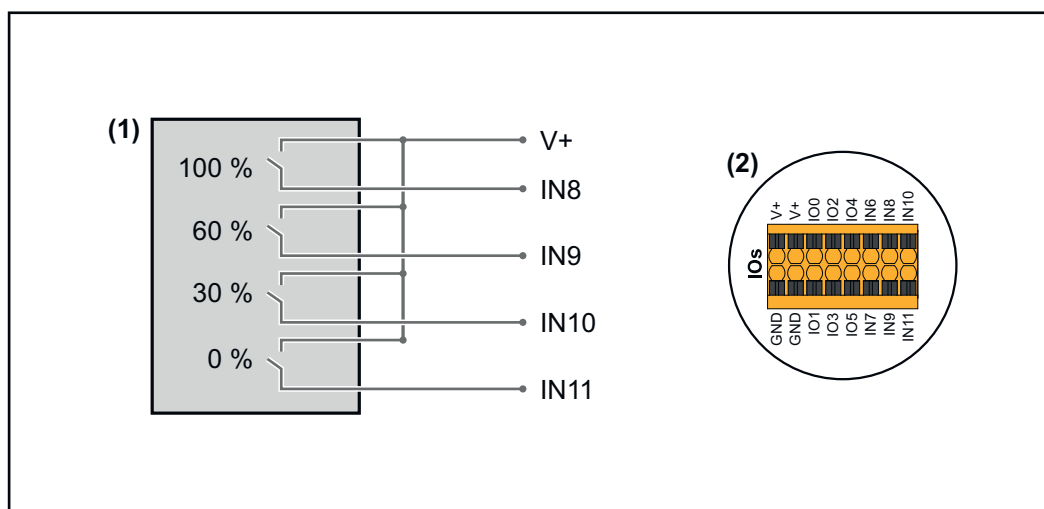 (1)
100 %
60 %
30 %
0 %
V+
IN8
IN9
IN10
IN11
(2)
IOs
V+
V+
IO0
IO2
IO4
IN6
IN8
IN10
GND
GND
IO1
IO3
IO5
IN7
IN9
IN11